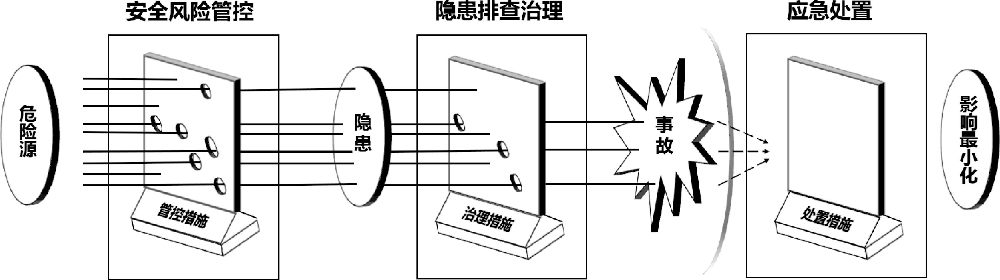 安全风险管控
隐患排查治理
应急处置
危险源
管控措施
隐患
治理措施
事故
处置措施
影响最小化